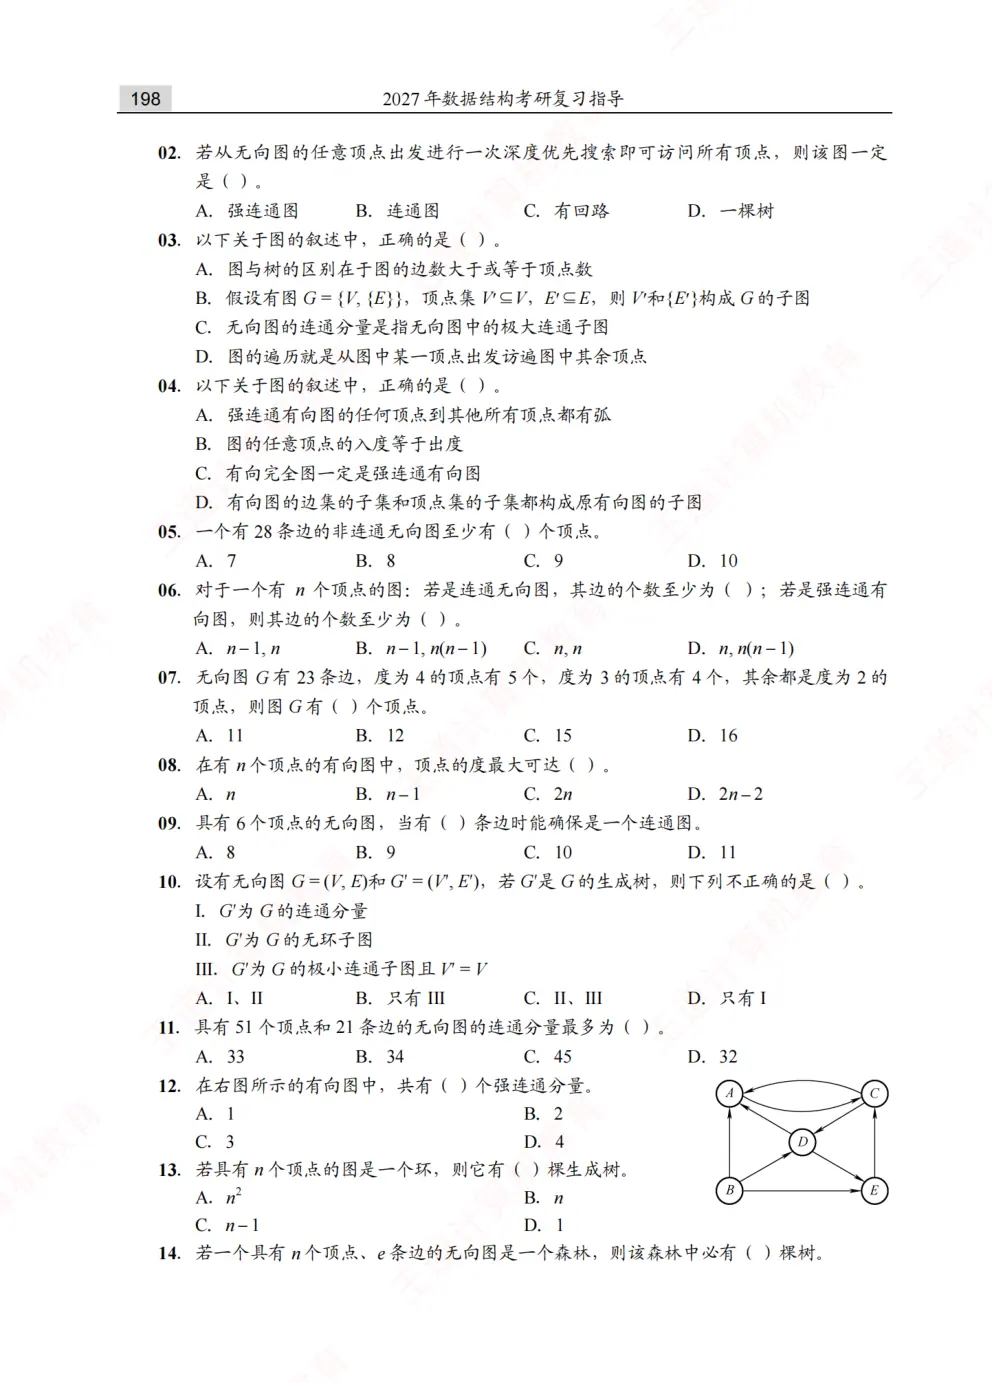 198
2027年数据结构考研复习指导
02. 若从无向图的任意顶点出发进行一次深度优先搜索即可访问所有顶点，则该图一定
是（ ）。
A. 强连通图 B. 连通图 C. 有回路 D. 一棵树
03. 以下关于图的叙述中，正确的是（ ）。
A. 图与树的区别在于图的边数大于或等于顶点数
B. 假设有图 G = {V, {E}}，顶点集 V′⊆V，E′⊆E，则 V′和{E′}构成 G 的子图
C. 无向图的连通分量是指无向图中的极大连通子图
D. 图的遍历就是从图中某一顶点出发访遍图中其余顶点
04. 以下关于图的叙述中，正确的是（ ）。
A. 强连通有向图的任何顶点到其他所有顶点都有弧
B. 图的任意顶点的入度等于出度
C. 有向完全图一定是强连通有向图
D. 有向图的边集的子集和顶点集的子集都构成原有向图的子图
05. 一个有 28 条边的非连通无向图至少有（ ）个顶点。
A. 7 B. 8 C. 9 D. 10
06. 对于一个有 n 个顶点的图：若是连通无向图，其边的个数至少为（ ）；若是强连通有
向图，则其边的个数至少为（ ）。
A. n − 1, n B. n − 1, n(n − 1) C. n, n D. n, n(n − 1)
07. 无向图 G 有 23 条边，度为 4 的顶点有 5 个，度为 3 的顶点有 4 个，其余都是度为 2 的
顶点，则图 G 有（ ）个顶点。
A. 11 B. 12 C. 15 D. 16
08. 在有 n 个顶点的有向图中，顶点的度最大可达（ ）。
A. n B. n − 1 C. 2n D. 2n − 2
09. 具有 6 个顶点的无向图，当有（ ）条边时能确保是一个连通图。
A. 8 B. 9 C. 10 D. 11
10. 设有无向图 G = (V, E)和 G′ = (V′, E′)，若 G′是 G 的生成树，则下列不正确的是（ ）。
I. G′为 G 的连通分量
II. G′为 G 的无环子图
III. G′为 G 的极小连通子图且 V′ = V
A. I、II B. 只有 III C. II、III D. 只有 I
11. 具有 51 个顶点和 21 条边的无向图的连通分量最多为（ ）。
A. 33 B. 34 C. 45 D. 32
12. 在右图所示的有向图中，共有（ ）个强连通分量。
A. 1 B. 2
C. 3 D. 4
A C
D
B E
13. 若具有 n 个顶点的图是一个环，则它有（ ）棵生成树。
A. n² B. n
C. n − 1 D. 1
14. 若一个具有 n 个顶点、e 条边的无向图是一个森林，则该森林中必有（ ）棵树。
王道计算机教育